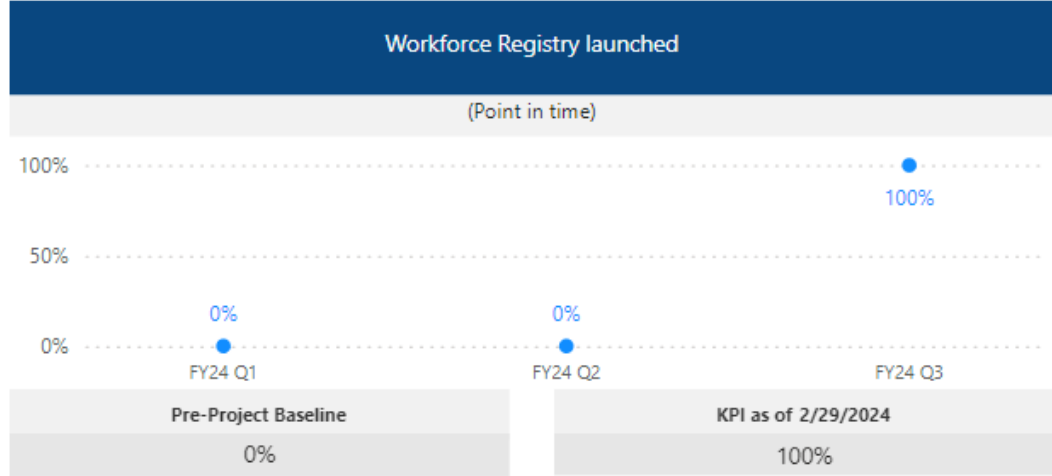 Workforce Registry launched
(Point in time)
100%
100%
50%
0% 0%
0%
FY24 Q1 FY24 Q2 FY24 Q3
Pre-Project Baseline KPI as of 2/29/2024
0% 100%